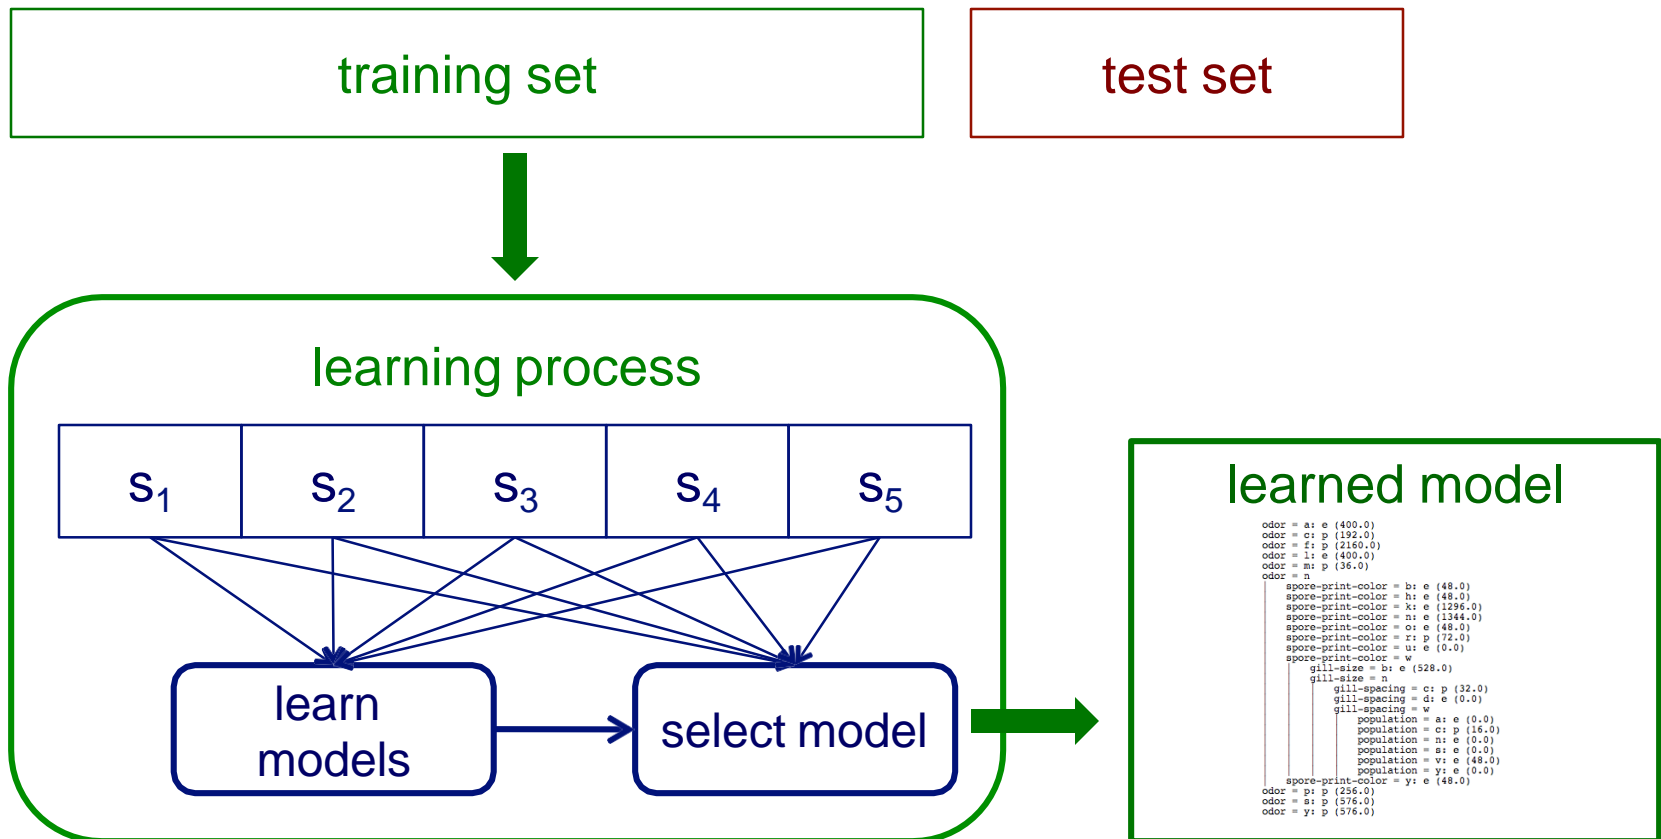 training set
test set
learning process
s1 s2 s3 s4 s5
learn
models
select model
learned model
odor = a: e (400.0)
odor = c: p (192.0)
odor = f: p (2160.0)
odor = l: e (400.0)
odor = m: p (36.0)
odor = n
| spore-print-color = b: e (48.0)
| spore-print-color = h: e (48.0)
| spore-print-color = k: e (1296.0)
| spore-print-color = n: e (1344.0)
| spore-print-color = o: e (48.0)
| spore-print-color = r: p (72.0)
| spore-print-color = u: e (0.0)
| spore-print-color = w
| | gill-size = b: e (528.0)
| | gill-size = n
| | | gill-spacing = c: p (32.0)
| | | gill-spacing = d: e (0.0)
| | | gill-spacing = w
| | | | population = a: e (0.0)
| | | | population = c: p (16.0)
| | | | population = n: e (0.0)
| | | | population = s: e (0.0)
| | | | population = v: e (48.0)
| | | | population = y: e (0.0)
| spore-print-color = y: e (48.0)
odor = p: p (256.0)
odor = s: p (576.0)
odor = y: p (576.0)